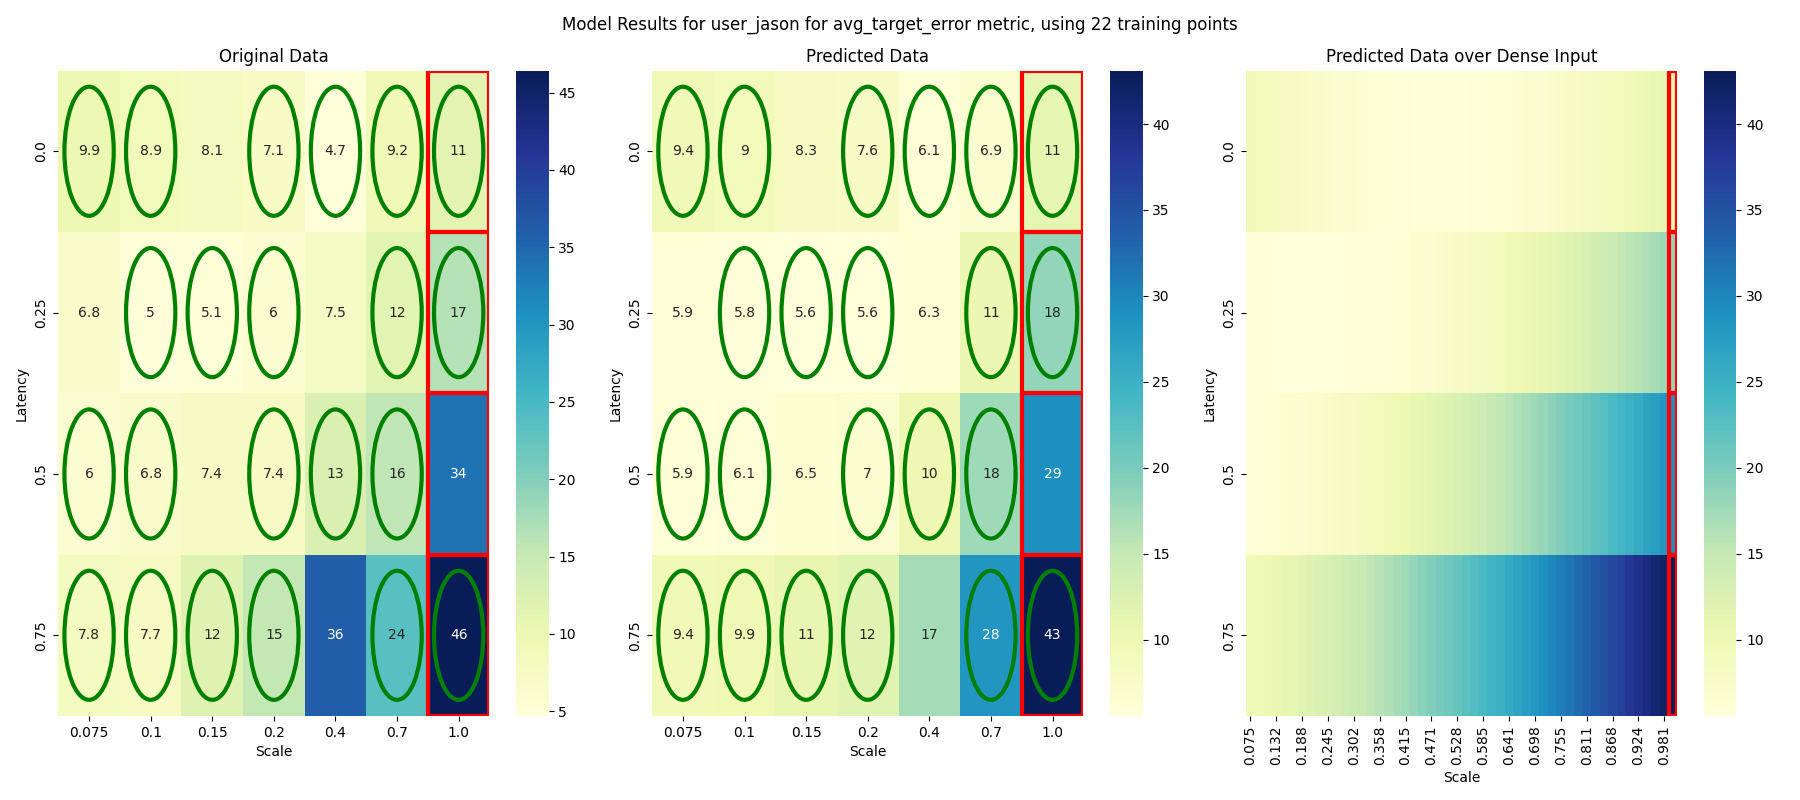 Model Results for user_jason for avg_target_error metric, using 22 training points
Original Data
9.9 8.9 8.1 7.1 4.7 9.2 11
6.8 5 5.1 6 7.5 12 17
6 6.8 7.4 7.4 13 16 34
7.8 7.7 12 15 36 24 46
0.0
0.25
0.5
0.75
Latency
0.075 0.1 0.15 0.2 0.4 0.7 1.0
Scale
45
40
35
30
25
20
15
10
5
Predicted Data
9.4 9 8.3 7.6 6.1 6.9 11
5.9 5.8 5.6 5.6 6.3 11 18
5.9 6.1 6.5 7 10 18 29
9.4 9.9 11 12 17 28 43
0.0
0.25
0.5
0.75
Latency
0.075 0.1 0.15 0.2 0.4 0.7 1.0
Scale
40
35
30
25
20
15
10
Predicted Data over Dense Input
0.0
0.25
0.5
0.75
Latency
0.075 0.132 0.188 0.245 0.302 0.358 0.415 0.471 0.528 0.585 0.641 0.698 0.755 0.811 0.868 0.924 0.981
Scale
40
35
30
25
20
15
10